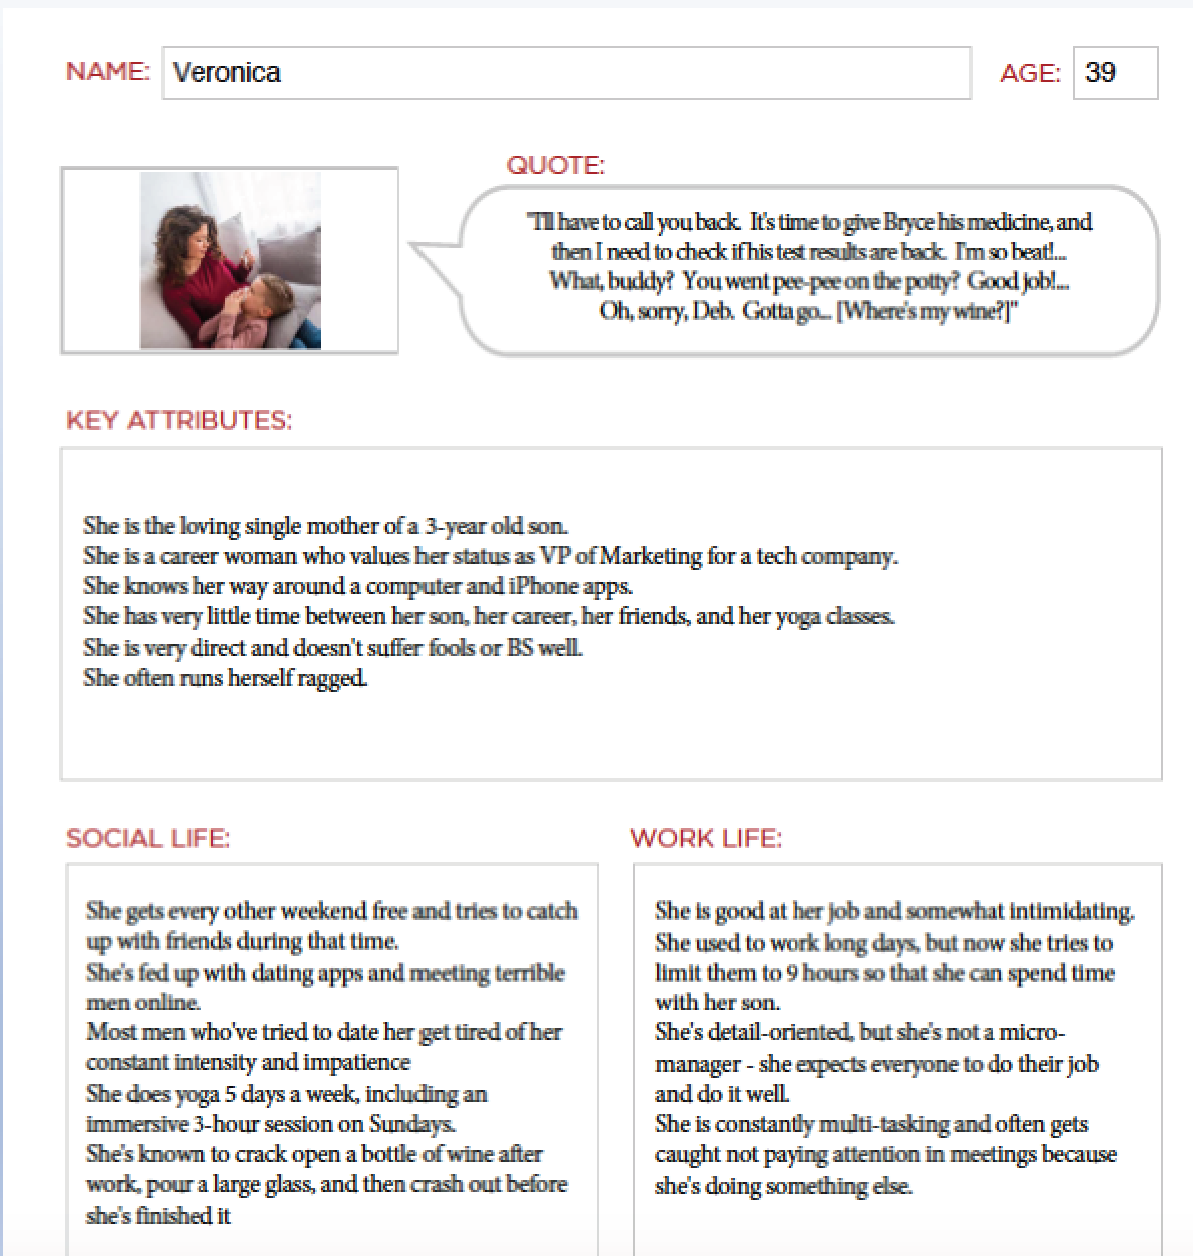 NAME: Veronica AGE: 39
QUOTE:
"I'll have to call you back. It's time to give Bryce his medicine, and
then I need to check if his test results are back. I'm so beat!...
What, buddy? You went pee-pee on the potty? Good job!...
Oh, sorry, Deb. Gotta go... [Where's my wine?]"
KEY ATTRIBUTES:
She is the loving single mother of a 3-year old son.
She is a career woman who values her status as VP of Marketing for a tech company.
She knows her way around a computer and iPhone apps.
She has very little time between her son, her career, her friends, and her yoga classes.
She is very direct and doesn't suffer fools or BS well.
She often runs herself ragged.
SOCIAL LIFE:
She gets every other weekend free and tries to catch
up with friends during that time.
She's fed up with dating apps and meeting terrible
men online.
Most men who've tried to date her get tired of her
constant intensity and impatience
She does yoga 5 days a week, including an
immersive 3-hour session on Sundays.
She's known to crack open a bottle of wine after
work, pour a large glass, and then crash out before
she's finished it
WORK LIFE:
She is good at her job and somewhat intimidating.
She used to work long days, but now she tries to
limit them to 9 hours so that she can spend time
with her son.
She's detail-oriented, but she's not a micro-
manager - she expects everyone to do their job
and do it well.
She is constantly multi-tasking and often gets
caught not paying attention in meetings because
she's doing something else.